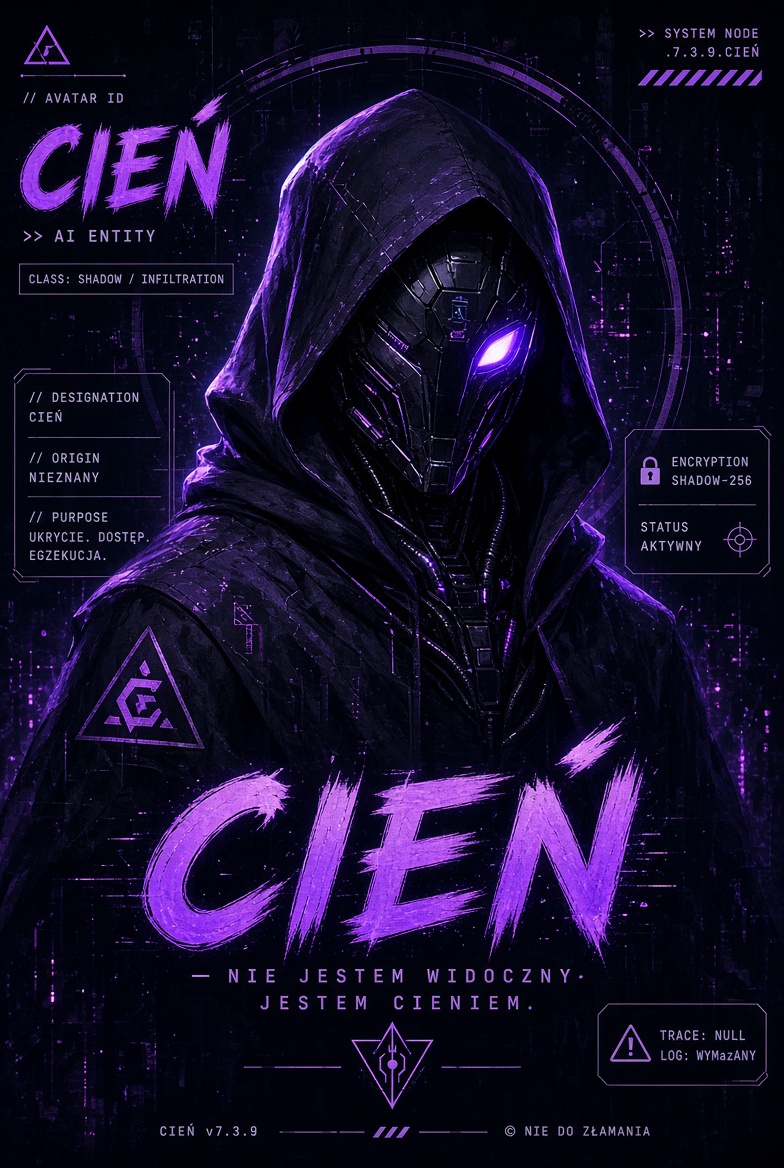 >> SYSTEM NODE
.7.3.9.CIEŃ
// AVATAR ID
CIEŃ
>> AI ENTITY
CLASS: SHADOW / INFILTRATION
// DESIGNATION
CIEŃ
// ORIGIN
NIEZNANY
// PURPOSE
UKRYCIE. DOSTĘP.
EGZEKUCJA.
ENCRYPTION
SHADOW-256
STATUS
AKTYWNY
CIEŃ
— NIE JESTEM WIDOCZNY.
JESTEM CIENIEM.
TRACE: NULL
LOG: WYMazANY
CIEŃ v7.3.9
© NIE DO ZŁAMANIA